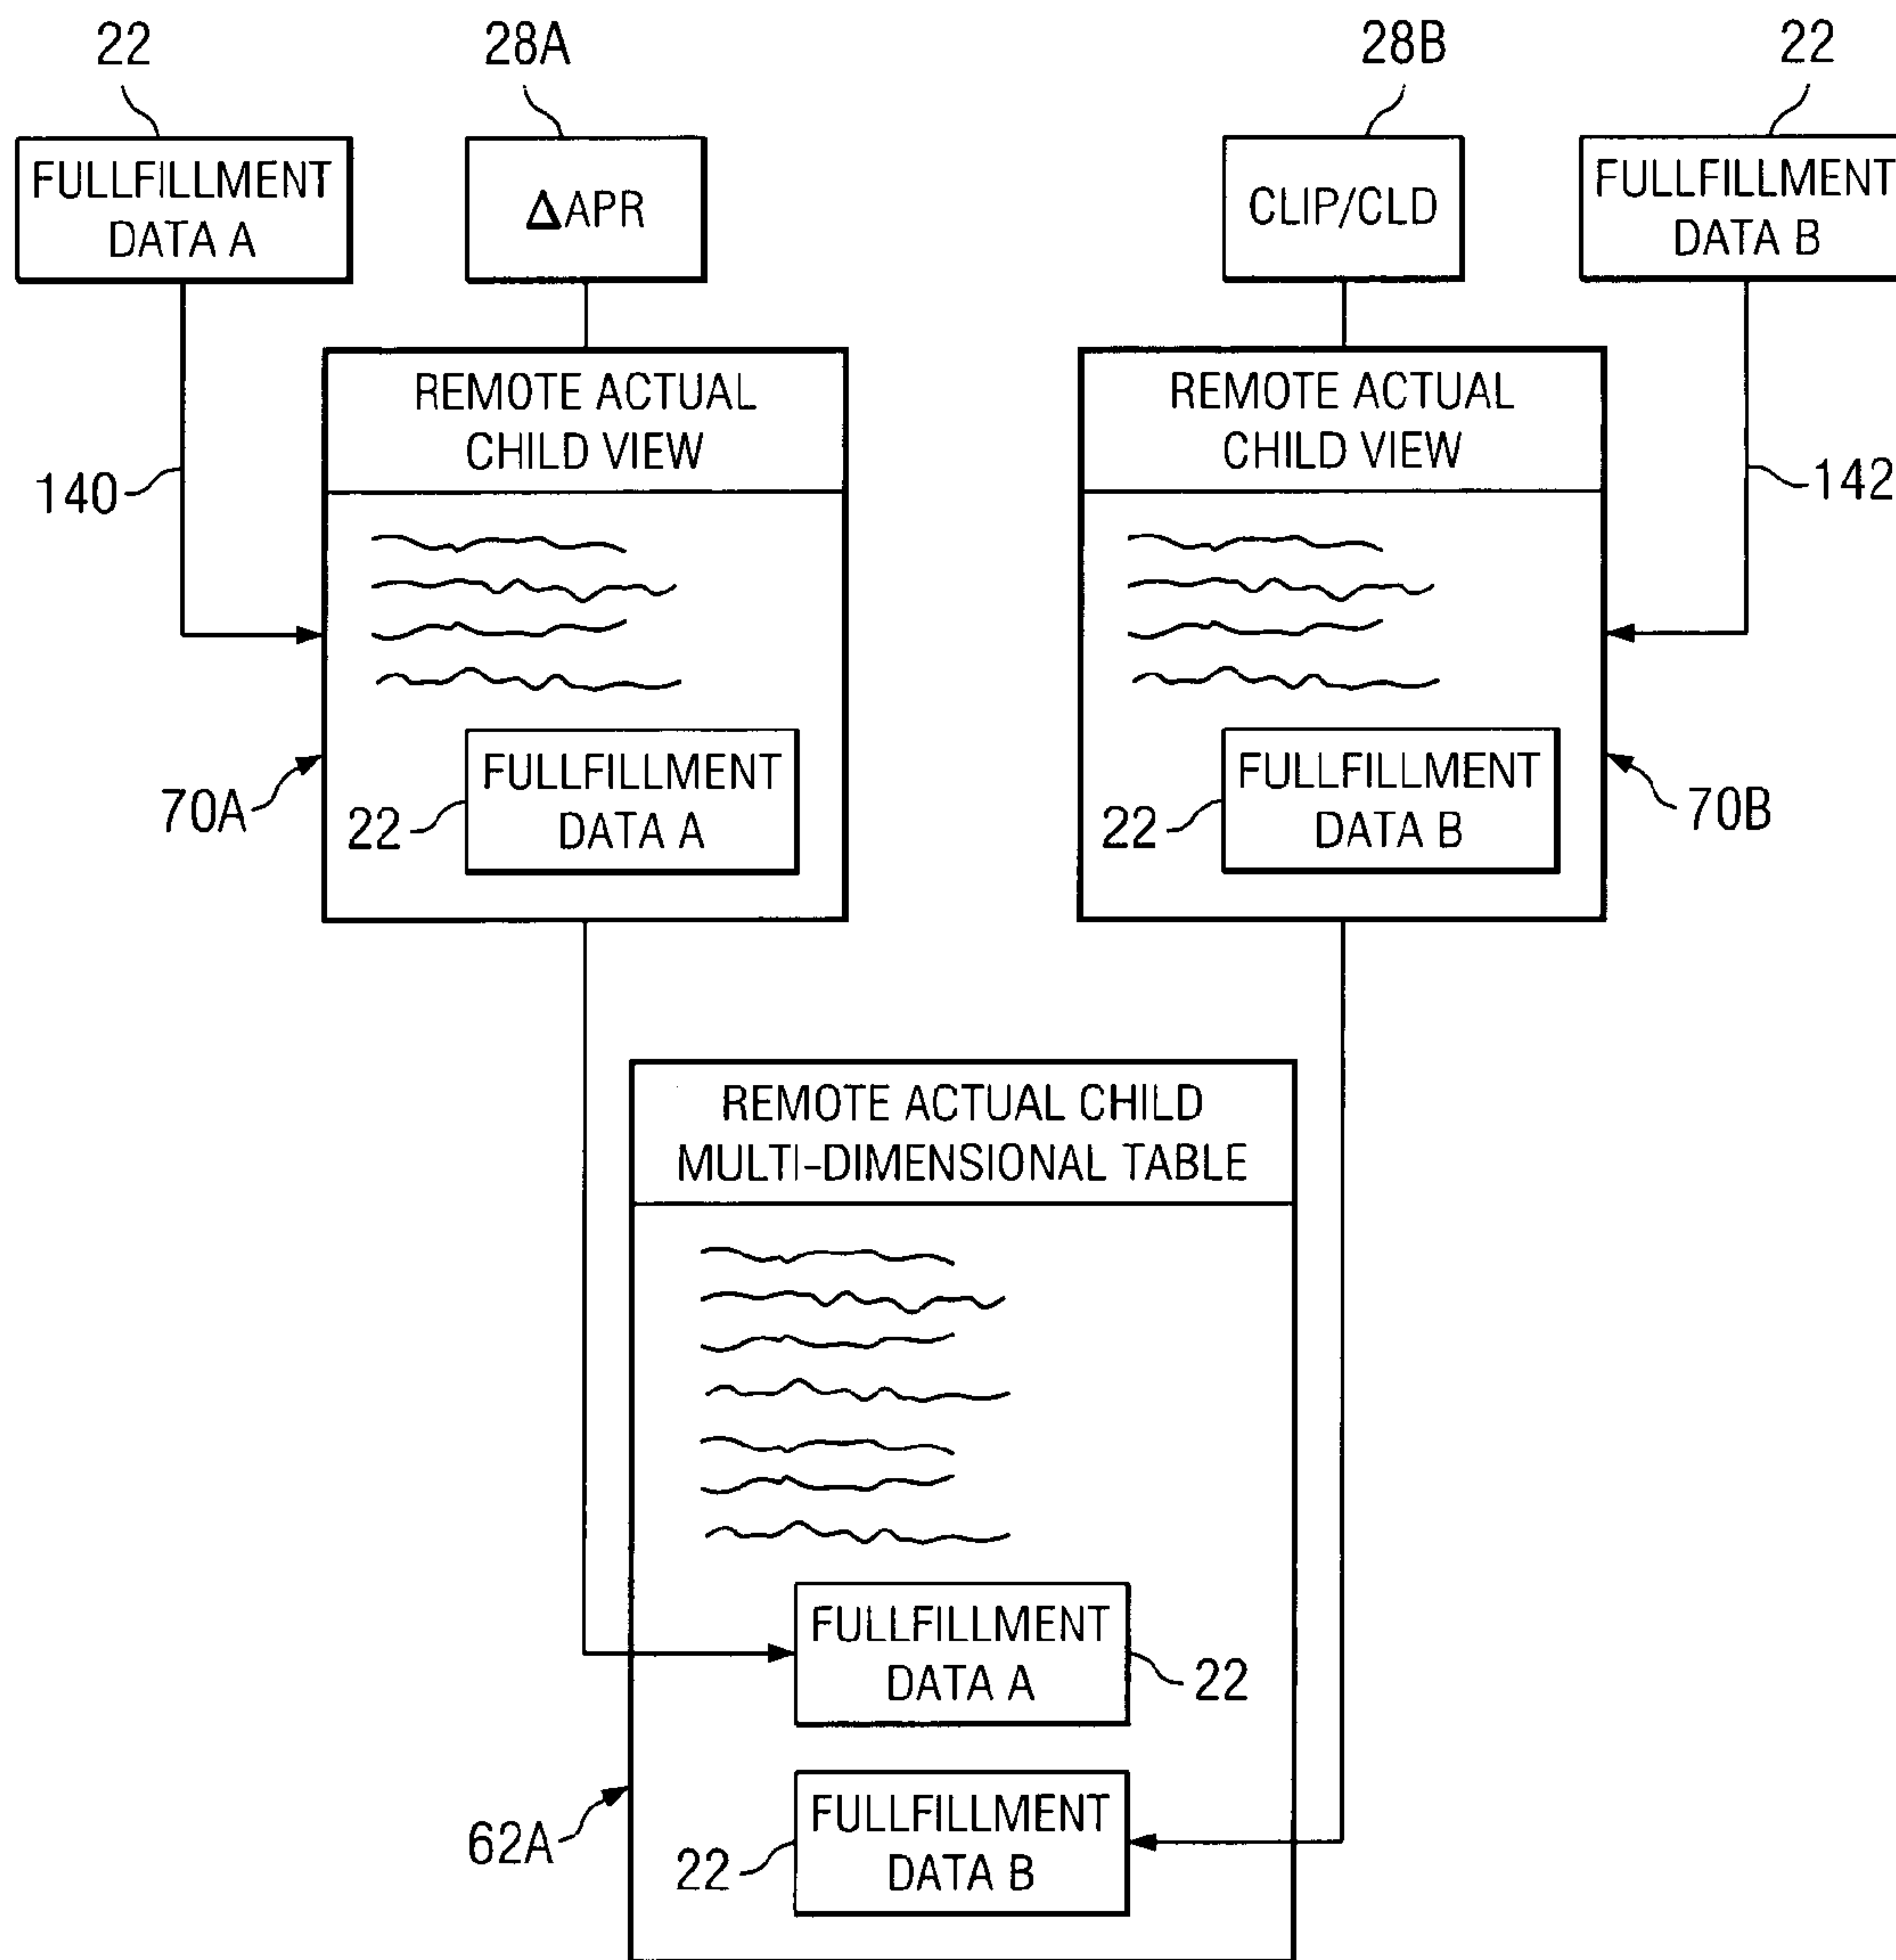 22
28A
28B
22
FULLFILLMENT
DATA A
ΔAPR
CLIP/CLD
FULLFILLMENT
DATA B
REMOTE ACTUAL
CHILD VIEW
REMOTE ACTUAL
CHILD VIEW
140
142
70A
22
FULLFILLMENT
DATA A
22
FULLFILLMENT
DATA B
70B
REMOTE ACTUAL CHILD
MULTI-DIMENSIONAL TABLE
FULLFILLMENT
DATA A
22
62A
22
FULLFILLMENT
DATA B